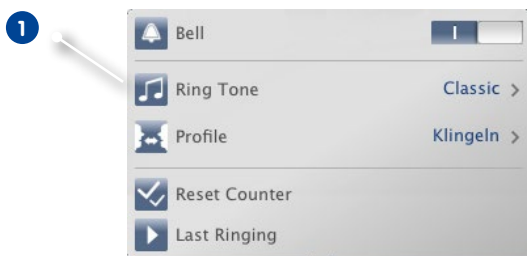 1
Bell
I
Ring Tone Classic >
Profile Klingeln >
Reset Counter
Last Ringing